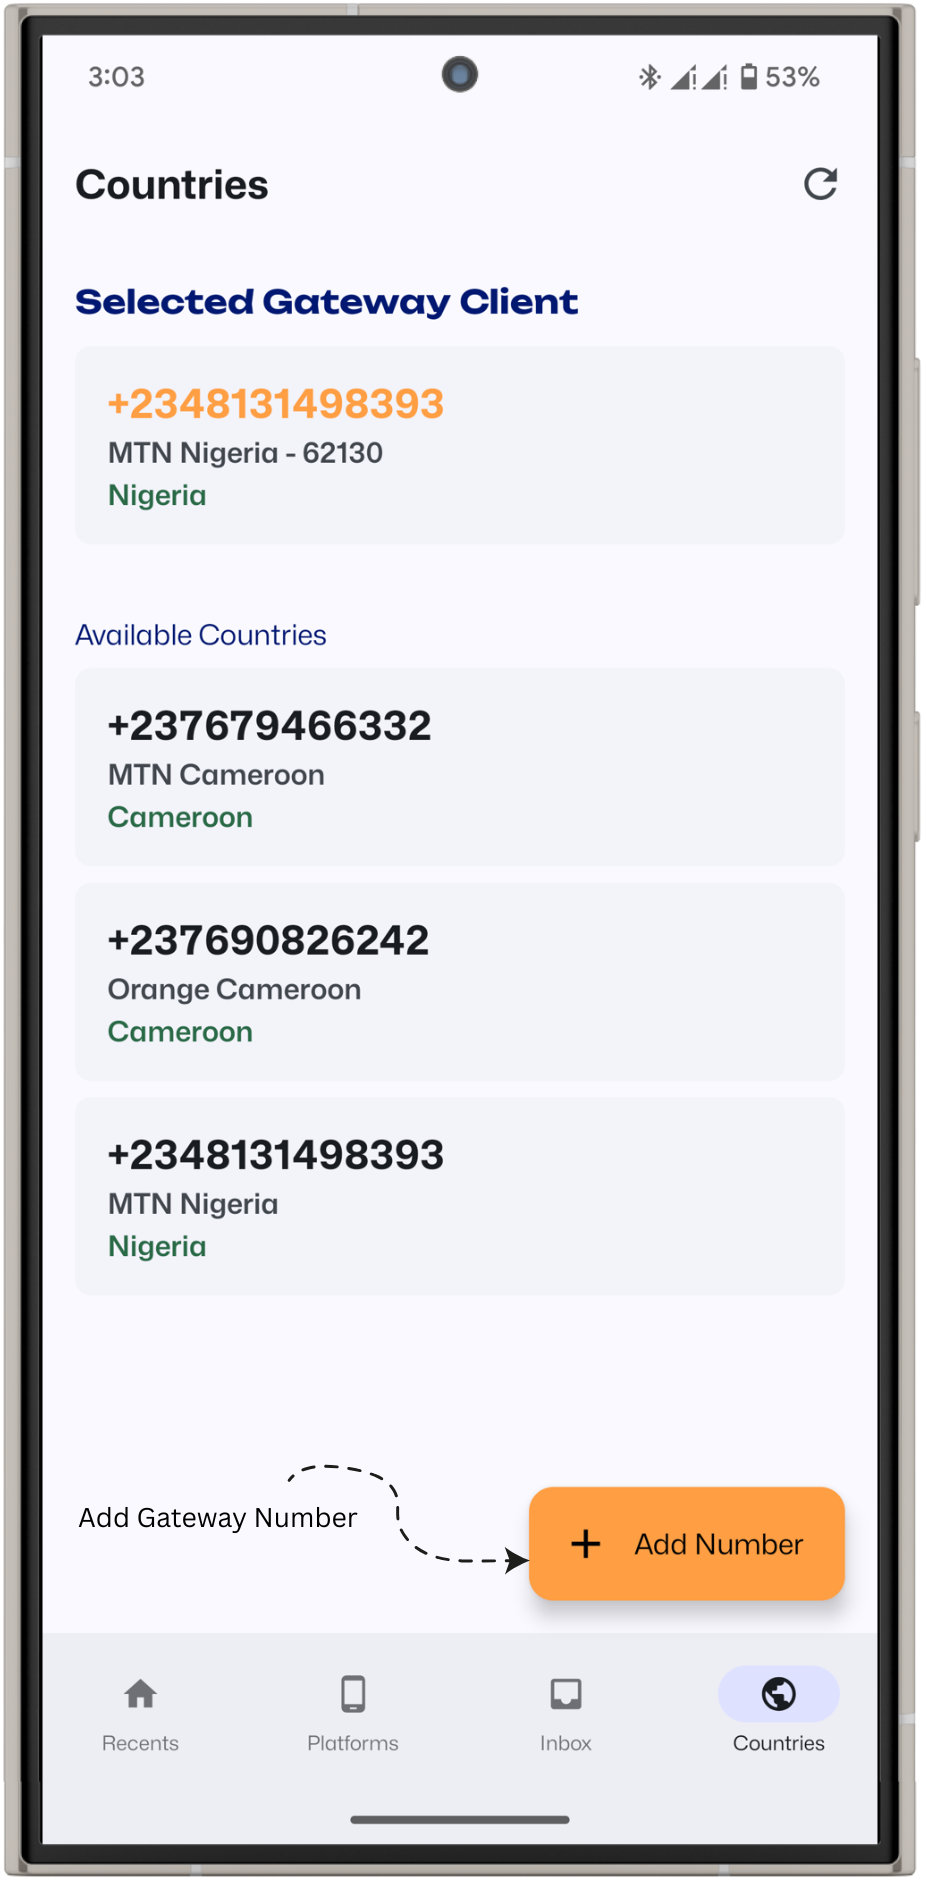 3:03
53%
Countries
Selected Gateway Client
+2348131498393
MTN Nigeria - 62130
Nigeria
Available Countries
+237679466332
MTN Cameroon
Cameroon
+237690826242
Orange Cameroon
Cameroon
+2348131498393
MTN Nigeria
Nigeria
Add Gateway Number
+ Add Number
Recents
Platforms
Inbox
Countries